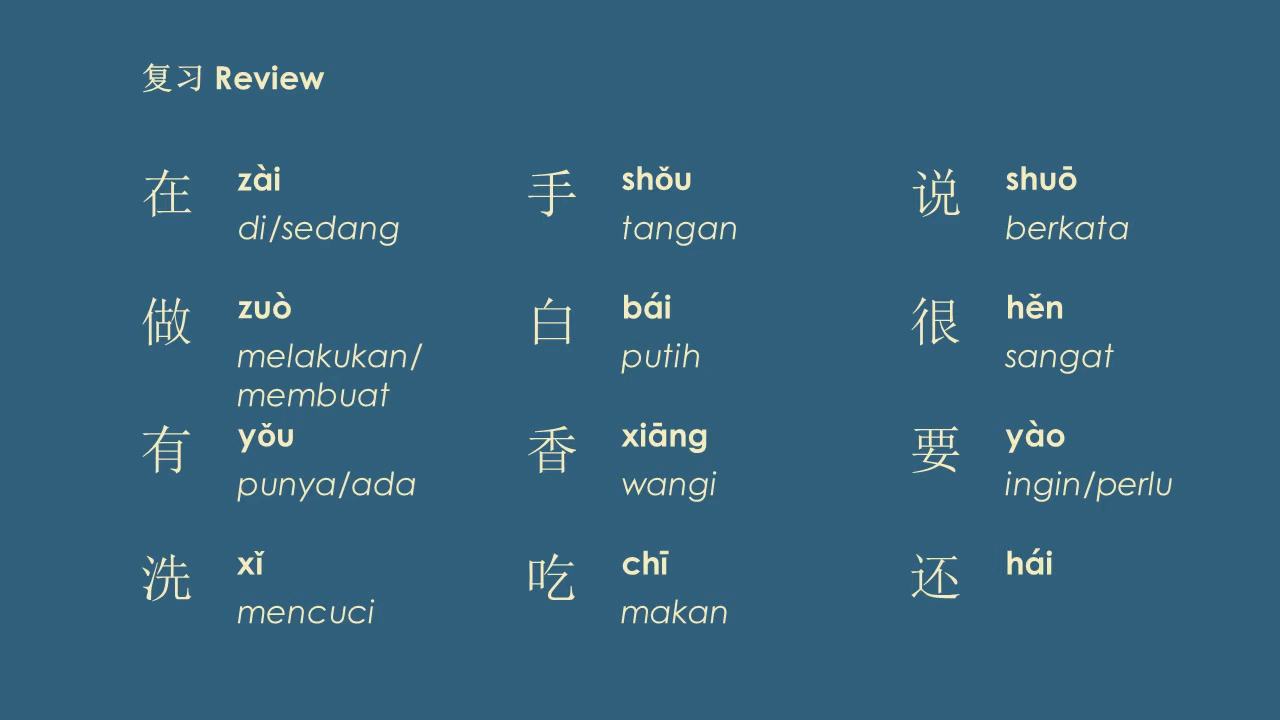 复习 Review
在 zài
di/sedang
手 shǒu
tangan
说 shuō
berkata
做 zuò
melakukan/
membuat
白 bái
putih
很 hěn
sangat
有 yǒu
punya/ada
香 xiāng
wangi
要 yào
ingin/perlu
洗 xǐ
mencuci
吃 chī
makan
还 hái